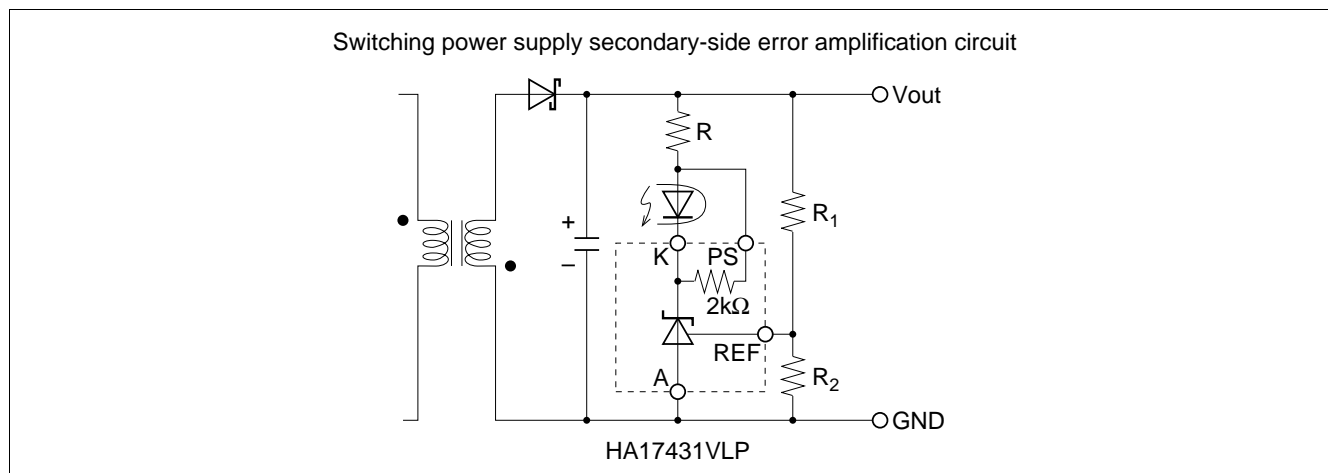 Switching power supply secondary-side error amplification circuit
Vout
R
R1
+
–
K
PS
2kΩ
REF
A
R2
GND
HA17431VLP